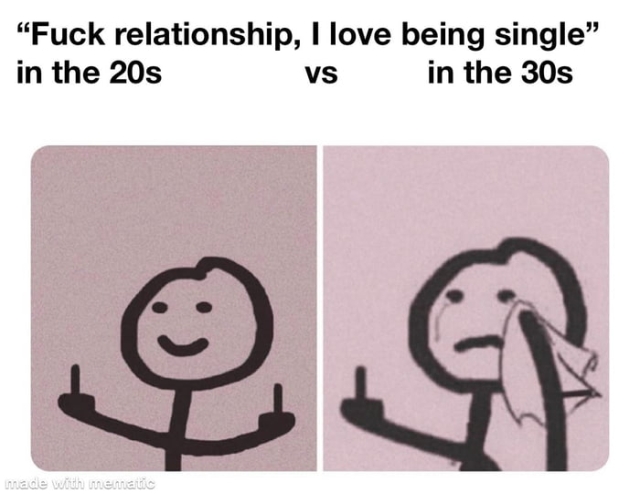 “Fuck relationship, I love being single”
in the 20s vs in the 30s
made with mematic